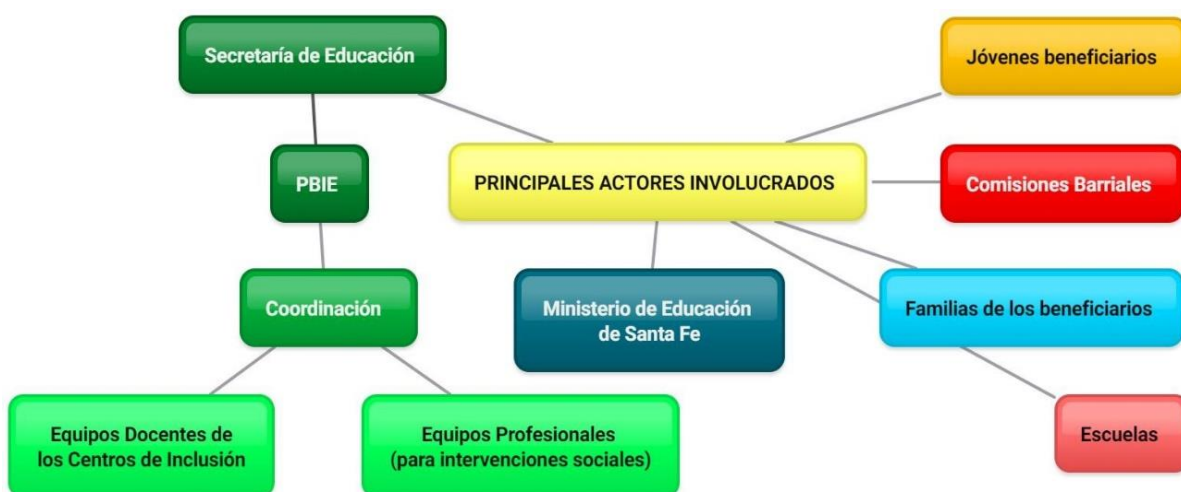 Secretaría de Educación
Jóvenes beneficiarios
PBIE
PRINCIPALES ACTORES INVOLUCRADOS
Comisiones Barriales
Coordinación
Ministerio de Educación
de Santa Fe
Familias de los beneficiarios
Equipos Docentes de
los Centros de Inclusión
Equipos Profesionales
(para intervenciones sociales)
Escuelas